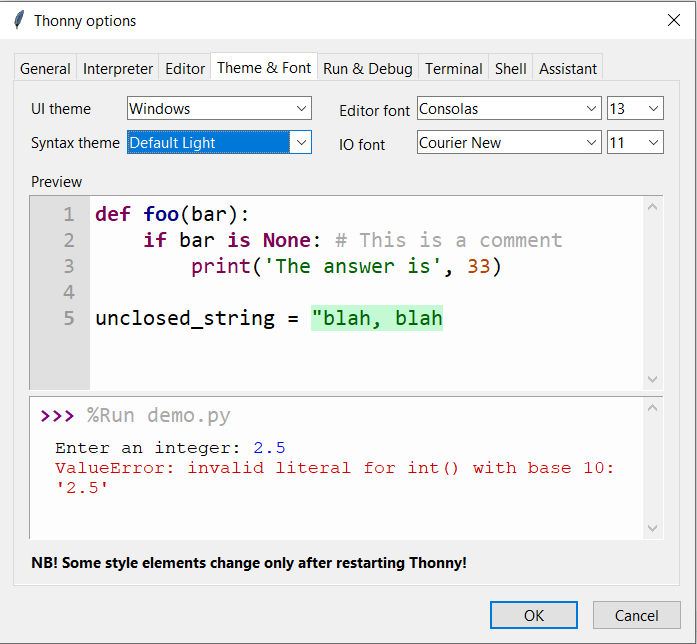 Thonny options
General Interpreter Editor Theme & Font Run & Debug Terminal Shell Assistant
UI theme Windows Editor font Consolas 13
Syntax theme Default Light IO font Courier New 11
Preview
1 def foo(bar):
2     if bar is None: # This is a comment
3         print('The answer is', 33)
4
5 unclosed_string = "blah, blah
>>> %Run demo.py
Enter an integer: 2.5
ValueError: invalid literal for int() with base 10:
'2.5'
NB! Some style elements change only after restarting Thonny!
OK Cancel